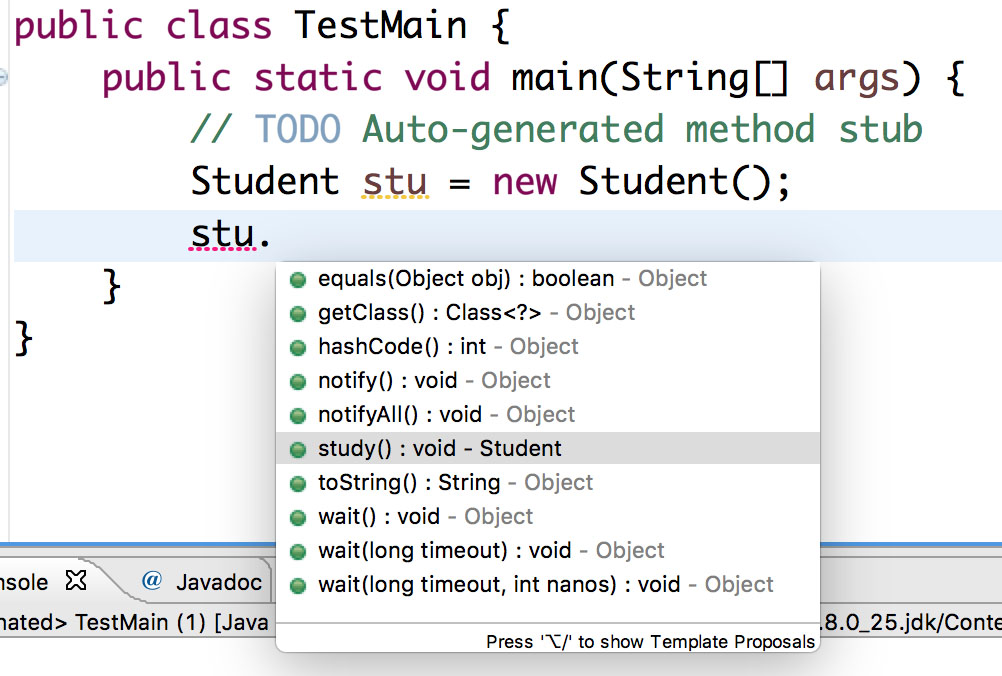 public class TestMain {
public static void main(String[] args) {
// TODO Auto-generated method stub
Student stu = new Student();
stu.
equals(Object obj) : boolean - Object
getClass() : Class<?> - Object
hashCode() : int - Object
notify() : void - Object
notifyAll() : void - Object
study() : void - Student
toString() : String - Object
wait() : void - Object
wait(long timeout) : void - Object
wait(long timeout, int nanos) : void - Object
Press '⌥/' to show Template Proposals
}
}
nsole @ Javadoc
nated> TestMain (1) [Java .8.0_25.jdk/Conte